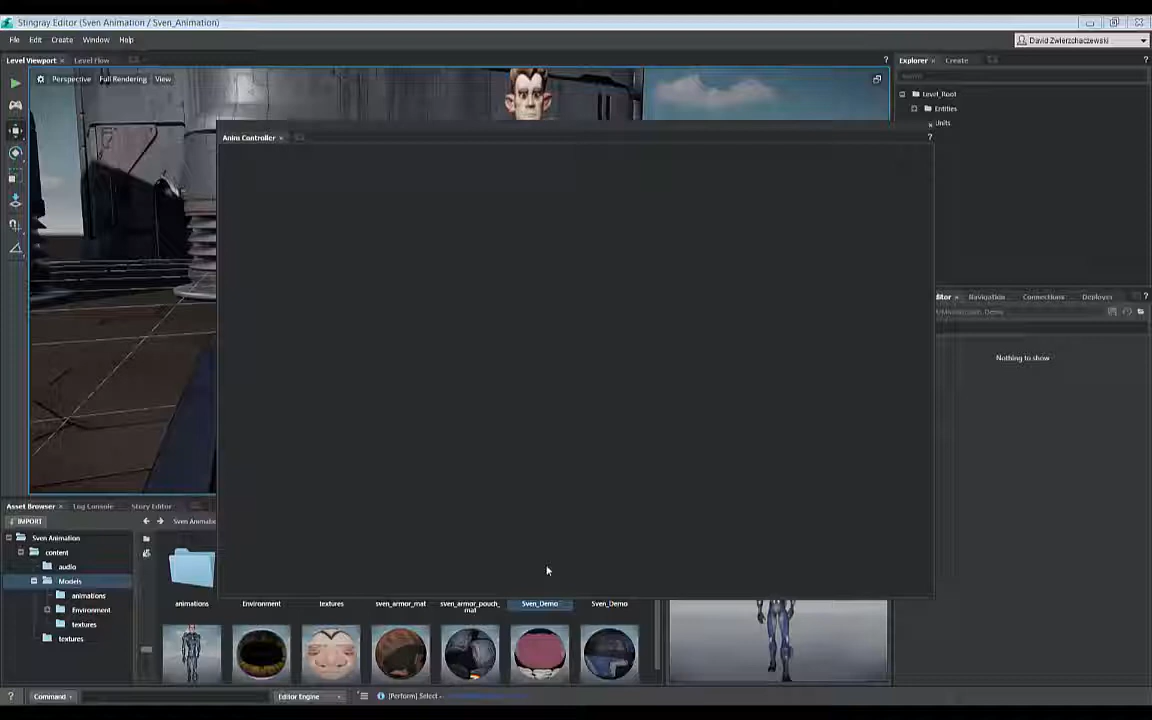 Stingray Editor (Sven Animation / Sven_Animation)
File Edit Create Window Help
David Zwierzchaczewski
Level Viewport Level Flow
?
Explorer Create
?
Perspective Full Rendering View
Level_Root
Entities
Units
Anim Controller
?
Navigation Connections Deployer
?
Nothing to show
Asset Browser Log Console Story Editor
IMPORT
Sven Animation
content
audio
Models
animations
Environment
textures
textures
animations Environment textures sven_armor_mat sven_armor_pouch_mat Sven_Demo Sven_Demo
?
Command
Editor Engine
[Perform] Select -